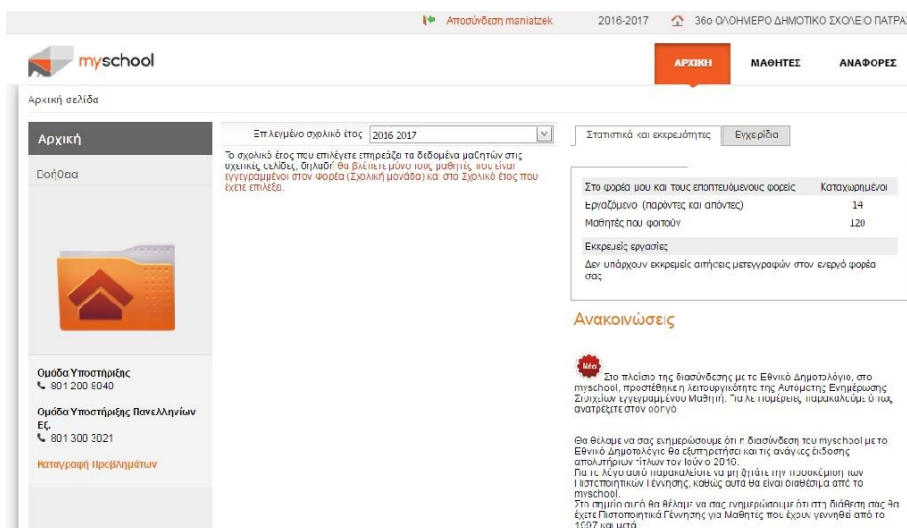 Αποσύνδεση maniatzek
2016-2017
36ο ΟΛΟΗΜΕΡΟ ΔΗΜΟΤΙΚΟ ΣΧΟΛΕΙΟ ΠΑΤΡΑΣ
myschool
ΑΡΧΙΚΗ
ΜΑΘΗΤΕΣ
ΑΝΑΦΟΡΕΣ
Αρχική σελίδα
Αρχική
Βοήθεια
Ομάδα Υποστήριξης
801 200 8040
Ομάδα Υποστήριξης Πανελληνίων
Εξ.
801 300 3021
Καταγραφή Προβλημάτων
Επιλεγμένο σχολικό έτος 2016 2017
Το σχολικό έτος που επιλέγετε επηρεάζει τα δεδομένα μαθητών στις
σχετικές σελίδες, δηλαδή θα βλέπετε μόνο τους μαθητές που είναι
εγγεγραμμένοι στον Φορέα (Σχολική μονάδα) και στο Σχολικό έτος που
έχετε επιλέξει.
Στατιστικά και εκκρεμότητες
Εγχειρίδια
Στο φορέα μου και τους εποπτευόμενους φορείς Καταχωρημένοι
Εργαζόμενοι (παρόντες και απόντες) 14
Μαθητές που φοιτούν 120
Εκκρεμείς εργασίες
Δεν υπάρχουν εκκρεμείς αιτήσεις μετεγγραφών στον ενεργό φορέα
σας
Ανακοινώσεις
Νέο
Στο πλαίσιο της διασύνδεσης με το Εθνικό Δημοτολόγιο, στο
myschool, προστέθηκε η λειτουργικότητα της Αυτόματης Ενημέρωσης
Στοιχείων εγγεγραμμένου Μαθητή. Για λεπτομέρειες παρακαλούμε όπως
ανατρέξετε στον οδηγό
Θα θέλαμε να σας ενημερώσουμε ότι η διασύνδεση του myschool με το
Εθνικό Δημοτολόγιο θα εξυπηρετήσει και τις ανάγκες έκδοσης
απολυτήριων τίτλων τον Ιούνιο 2016.
Για το λόγο αυτό παρακαλείστε να μη ζητάτε την προσκόμιση των
Πιστοποιητικών Γέννησης, καθώς αυτά θα είναι διαθέσιμα από το
myschool.
Στο σημείο αυτό θα θέλαμε να σας ενημερώσουμε ότι στη διάθεση σας θα
έχετε Πιστοποιητικά Γέννησης για Μαθητές που έχουν γεννηθεί από το
1997 και μετά